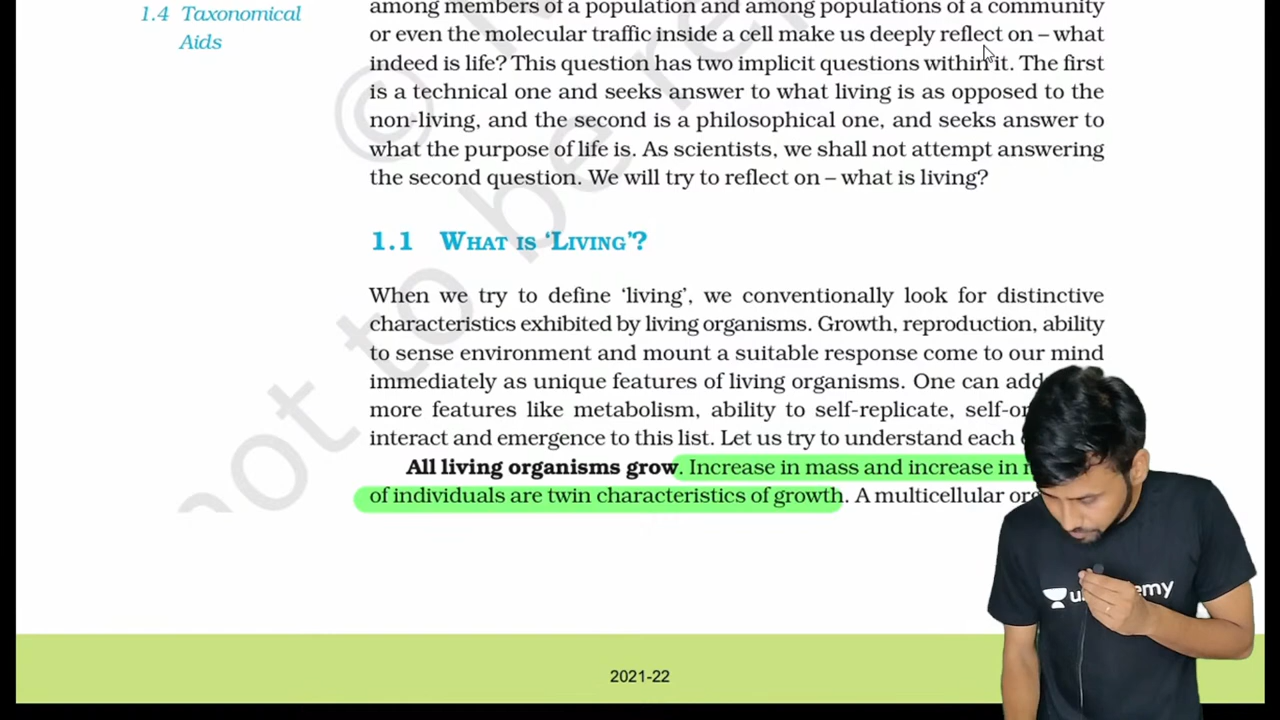 1.4 Taxonomical
Aids
among members of a population and among populations of a community
or even the molecular traffic inside a cell make us deeply reflect on – what
indeed is life? This question has two implicit questions within it. The first
is a technical one and seeks answer to what living is as opposed to the
non-living, and the second is a philosophical one, and seeks answer to
what the purpose of life is. As scientists, we shall not attempt answering
the second question. We will try to reflect on – what is living?
1.1 WHAT IS ‘LIVING’?
When we try to define ‘living’, we conventionally look for distinctive
characteristics exhibited by living organisms. Growth, reproduction, ability
to sense environment and mount a suitable response come to our mind
immediately as unique features of living organisms. One can add
more features like metabolism, ability to self-replicate,
interact and emergence to this list. Let us try to understand each
All living organisms grow. Increase in mass and increase in
of individuals are twin characteristics of growth. A multicellular
2021-22
© not to be re